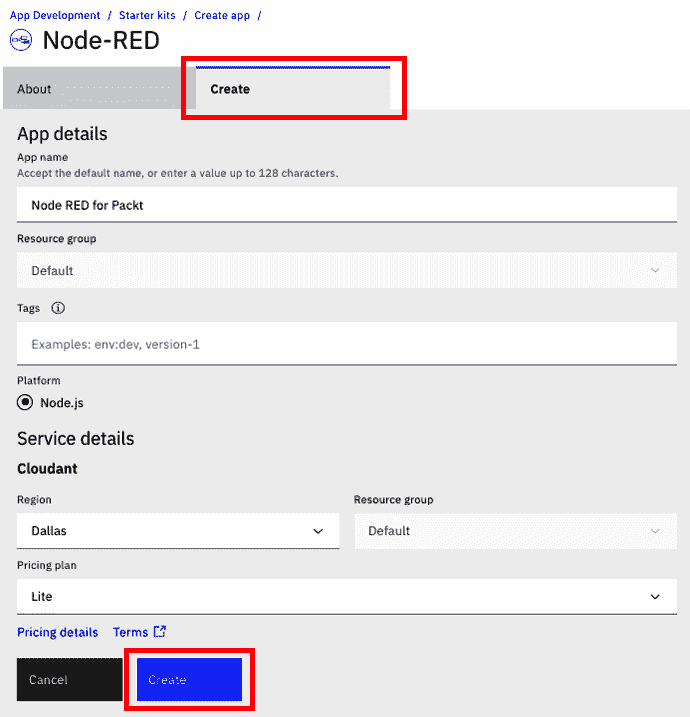 App Development / Starter kits / Create app /
Node-RED
About Create
App details
App name
Accept the default name, or enter a value up to 128 characters.
Node RED for Packt
Resource group
Default
Tags
Examples: env:dev, version-1
Platform
Node.js
Service details
Cloudant
Region Resource group
Dallas Default
Pricing plan
Lite
Pricing details Terms
Cancel Create